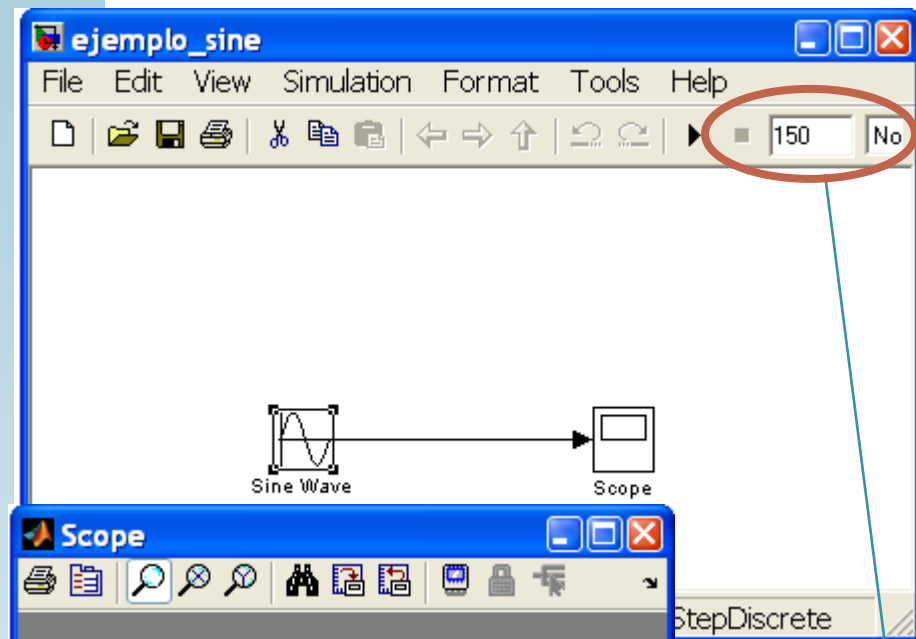 ejemplo_sine
File Edit View Simulation Format Tools Help
150 No
Sine Wave
Scope
Scope
StepDiscrete